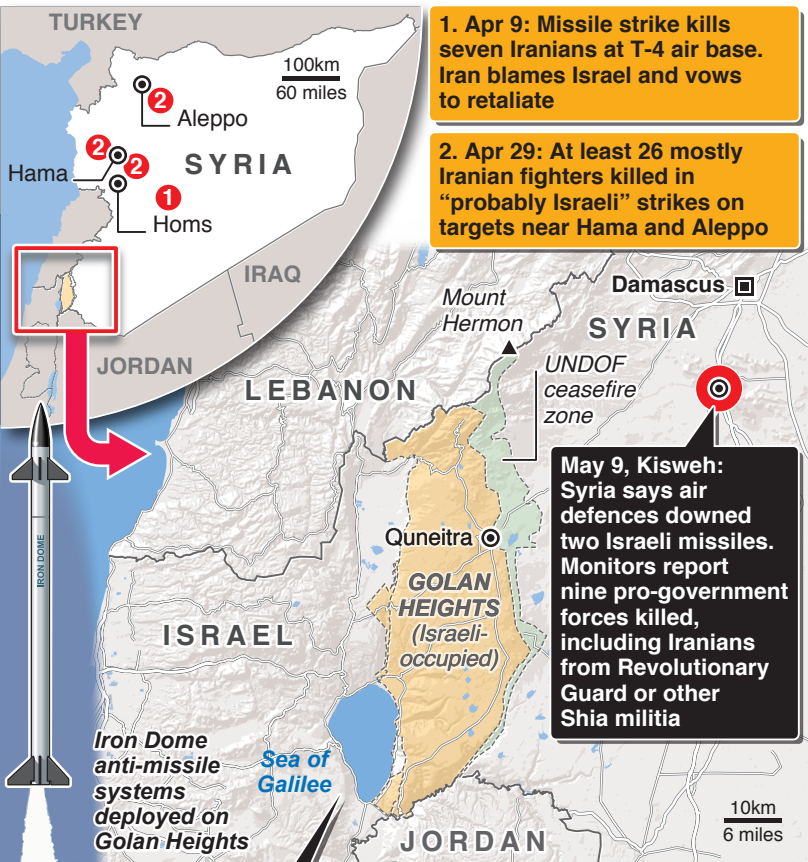 TURKEY
100km
60 miles
2
Aleppo
2
2
Hama
SYRIA
1
Homs
IRAQ
JORDAN
1. Apr 9: Missile strike kills
seven Iranians at T-4 air base.
Iran blames Israel and vows
to retaliate
2. Apr 29: At least 26 mostly
Iranian fighters killed in
“probably Israeli” strikes on
targets near Hama and Aleppo
Damascus
Mount
Hermon
SYRIA
UNDOF
ceasefire
zone
LEBANON
May 9, Kisweh:
Syria says air
defences downed
two Israeli missiles.
Monitors report
nine pro-government
forces killed,
including Iranians
from Revolutionary
Guard or other
Shia militia
Quneitra
GOLAN
HEIGHTS
(Israeli-
occupied)
ISRAEL
IRON DOME
Iron Dome
anti-missile
systems
deployed on
Golan Heights
Sea of
Galilee
JORDAN
10km
6 miles